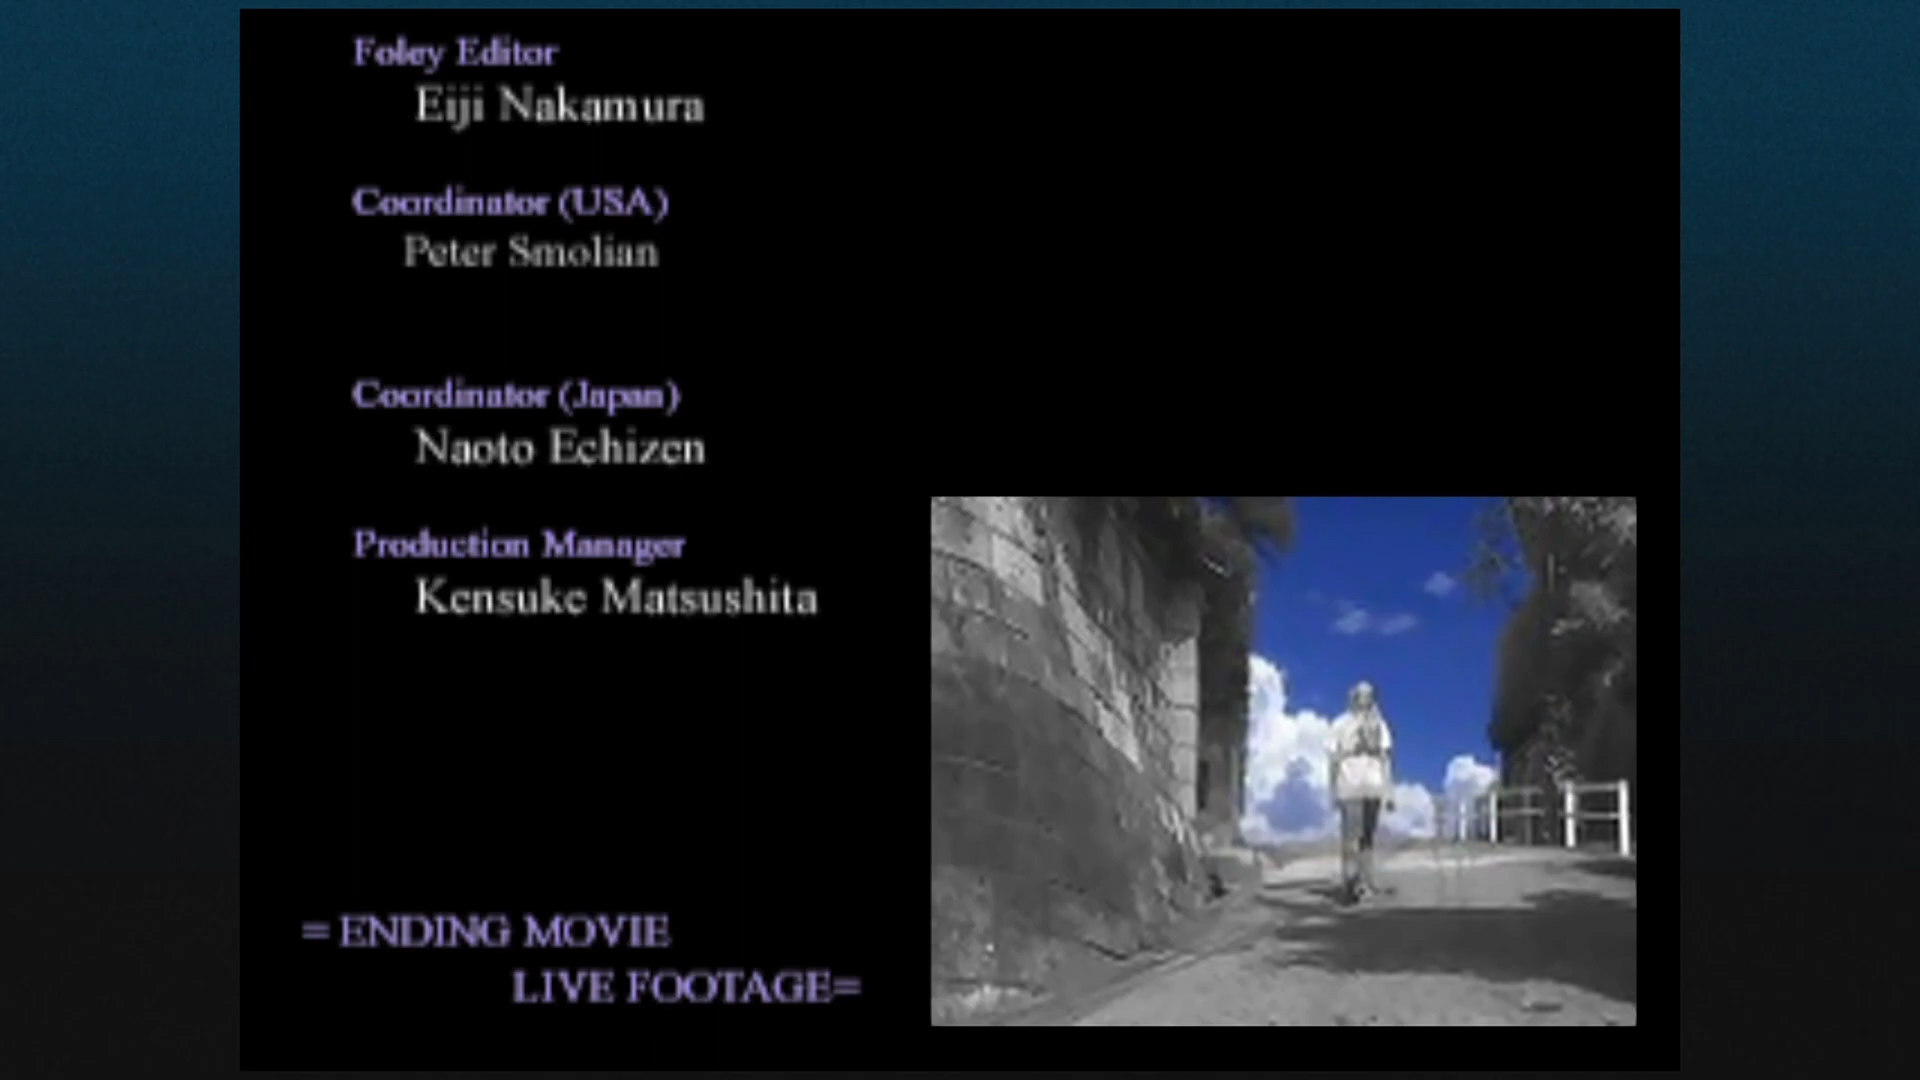 Foley Editor
Eiji Nakamura
Coordinator (USA)
Peter Smolian
Coordinator (Japan)
Naoto Echizen
Production Manager
Kensuke Matsushita
= ENDING MOVIE
LIVE FOOTAGE=